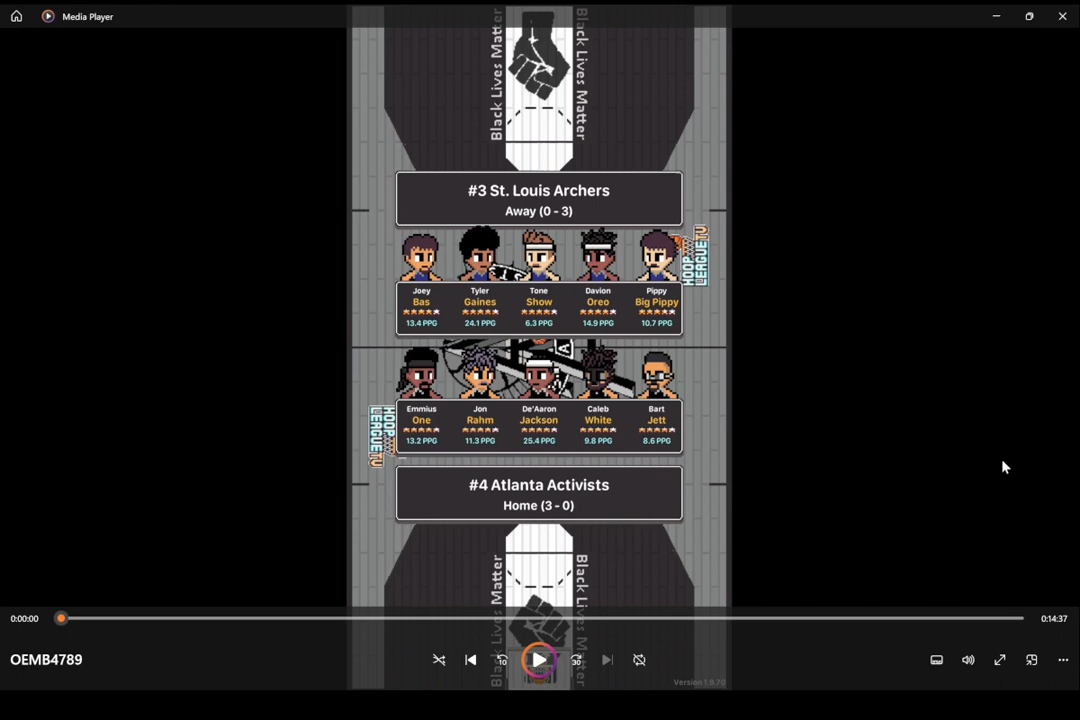 Media Player
Black Lives Matter
Black Lives Matter
#3 St. Louis Archers
Away (0 - 3)
HOOP
LEAGUE TV
Joey Tyler Tone Davion Pippy
Bas Gaines Show Oreo Big Pippy
13.4 PPG 24.1 PPG 6.3 PPG 14.9 PPG 10.7 PPG
A
Emmius Jon De'Aaron Caleb Bart
One Rahm Jackson White Jett
13.2 PPG 11.3 PPG 25.4 PPG 9.8 PPG 8.6 PPG
HOOP
LEAGUE TV
#4 Atlanta Activists
Home (3 - 0)
Black Lives Matter
Black Lives Matter
0:00:00
0:14:37
OEMB4789
10
30
Version 1.9.70